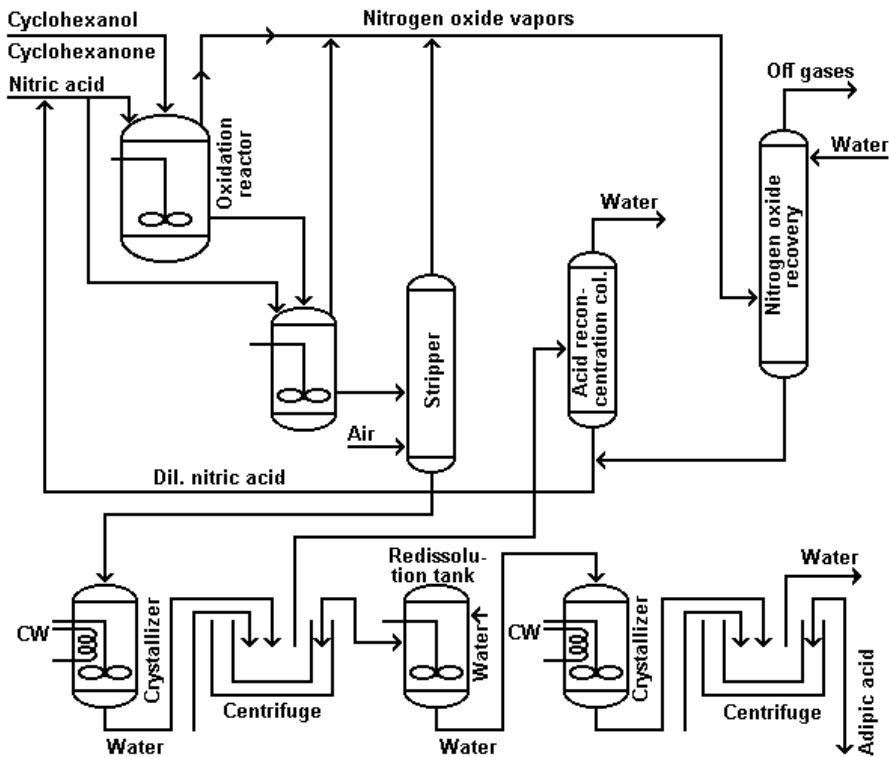 Cyclohexanol
Cyclohexanone
Nitric acid
Nitrogen oxide vapors
Off gases
Water
Oxidation
reactor
Water
Nitrogen oxide
recovery
Acid recon-
centration col.
Stripper
Air
Dil. nitric acid
Redissolu-
tion tank
Water
CW
Crystallizer
Centrifuge
Water
Water
CW
Crystallizer
Centrifuge
Adipic acid
Water
Water